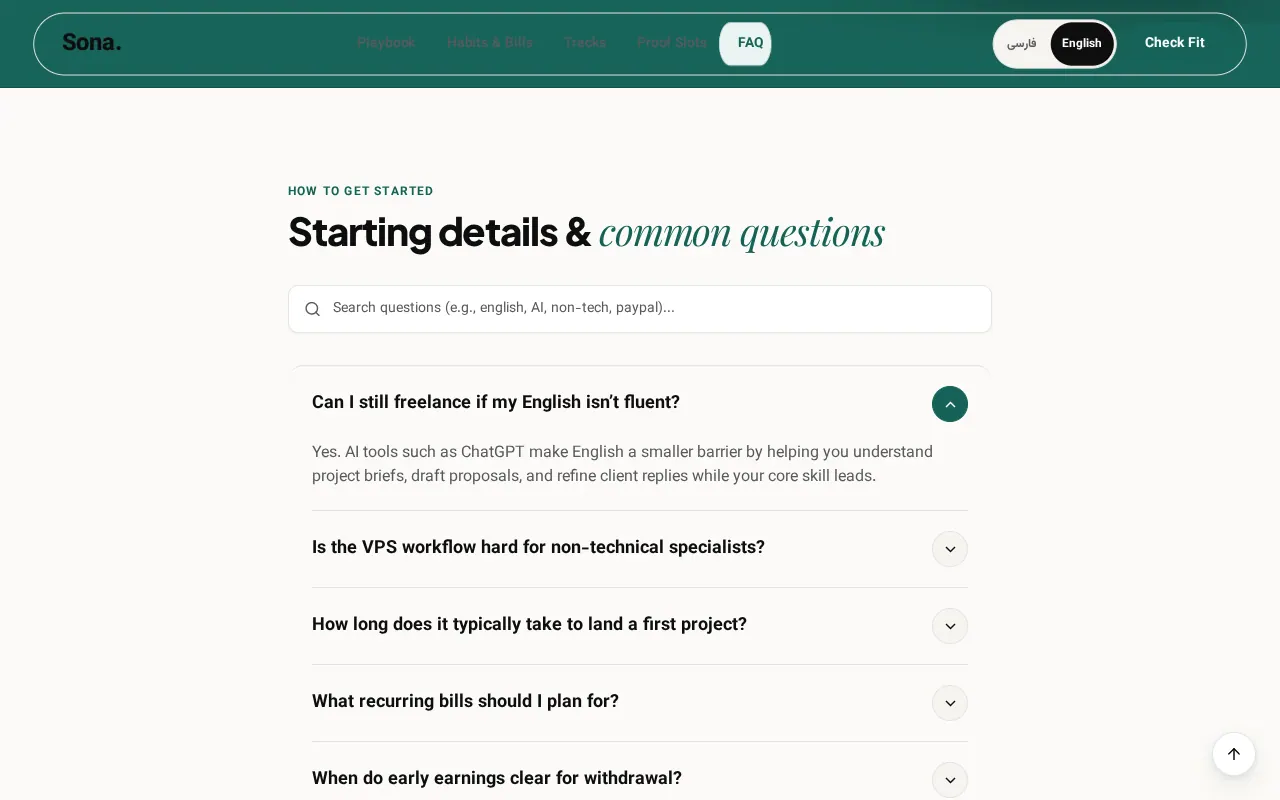 Sona.
Playbook
Habits & Bills
Tracks
Proof Slots
FAQ
فارسی
English
Check Fit
HOW TO GET STARTED
Starting details & common questions
Search questions (e.g., english, AI, non-tech, paypal)...
Can I still freelance if my English isn’t fluent?
Yes. AI tools such as ChatGPT make English a smaller barrier by helping you understand
project briefs, draft proposals, and refine client replies while your core skill leads.
Is the VPS workflow hard for non-technical specialists?
How long does it typically take to land a first project?
What recurring bills should I plan for?
When do early earnings clear for withdrawal?